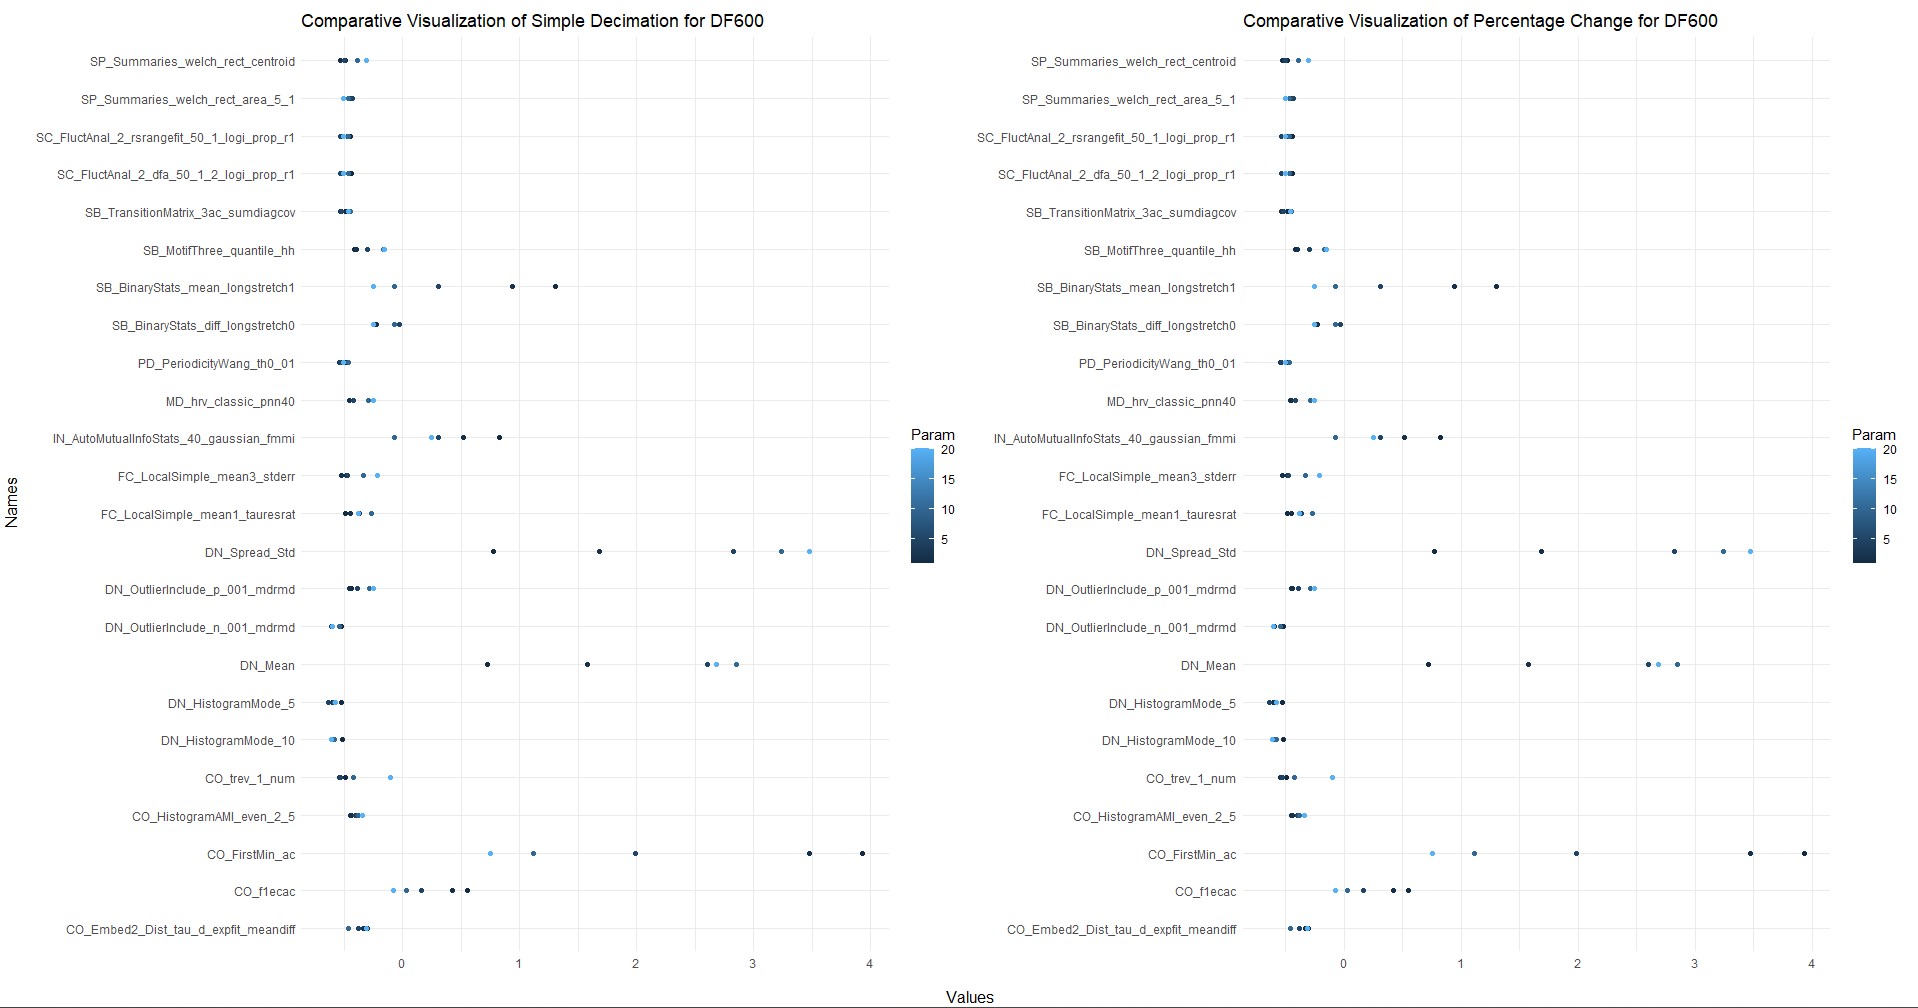 Comparative Visualization of Simple Decimation for DF600
Names
SP_Summaries_welch_rect_centroid
SP_Summaries_welch_rect_area_5_1
SC_FluctAnal_2_rsrangefit_50_1_logi_prop_r1
SC_FluctAnal_2_dfa_50_1_2_logi_prop_r1
SB_TransitionMatrix_3ac_sumdiagcov
SB_MotifThree_quantile_hh
SB_BinaryStats_mean_longstretch1
SB_BinaryStats_diff_longstretch0
PD_PeriodicityWang_th0_01
MD_hrv_classic_pnn40
IN_AutoMutualInfoStats_40_gaussian_fmmi
FC_LocalSimple_mean3_stderr
FC_LocalSimple_mean1_tauresrat
DN_Spread_Std
DN_OutlierInclude_p_001_mdrmd
DN_OutlierInclude_n_001_mdrmd
DN_Mean
DN_HistogramMode_5
DN_HistogramMode_10
CO_trev_1_num
CO_HistogramAMI_even_2_5
CO_FirstMin_ac
CO_f1ecac
CO_Embed2_Dist_tau_d_expfit_meandiff
0 1 2 3 4
Param
20
15
10
5
Comparative Visualization of Percentage Change for DF600
SP_Summaries_welch_rect_centroid
SP_Summaries_welch_rect_area_5_1
SC_FluctAnal_2_rsrangefit_50_1_logi_prop_r1
SC_FluctAnal_2_dfa_50_1_2_logi_prop_r1
SB_TransitionMatrix_3ac_sumdiagcov
SB_MotifThree_quantile_hh
SB_BinaryStats_mean_longstretch1
SB_BinaryStats_diff_longstretch0
PD_PeriodicityWang_th0_01
MD_hrv_classic_pnn40
IN_AutoMutualInfoStats_40_gaussian_fmmi
FC_LocalSimple_mean3_stderr
FC_LocalSimple_mean1_tauresrat
DN_Spread_Std
DN_OutlierInclude_p_001_mdrmd
DN_OutlierInclude_n_001_mdrmd
DN_Mean
DN_HistogramMode_5
DN_HistogramMode_10
CO_trev_1_num
CO_HistogramAMI_even_2_5
CO_FirstMin_ac
CO_f1ecac
CO_Embed2_Dist_tau_d_expfit_meandiff
0 1 2 3 4
Param
20
15
10
5
Values